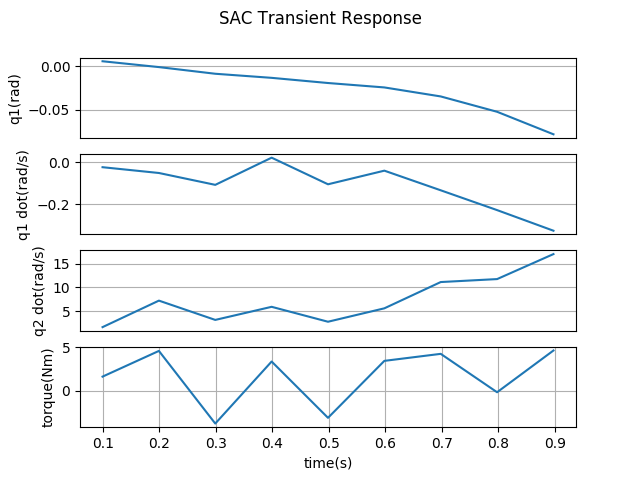 SAC Transient Response
q1(rad)
0.00
−0.05
q1 dot(rad/s)
0.0
−0.2
q2 dot(rad/s)
15
10
5
torque(Nm)
5
0
0.1 0.2 0.3 0.4 0.5 0.6 0.7 0.8 0.9
time(s)